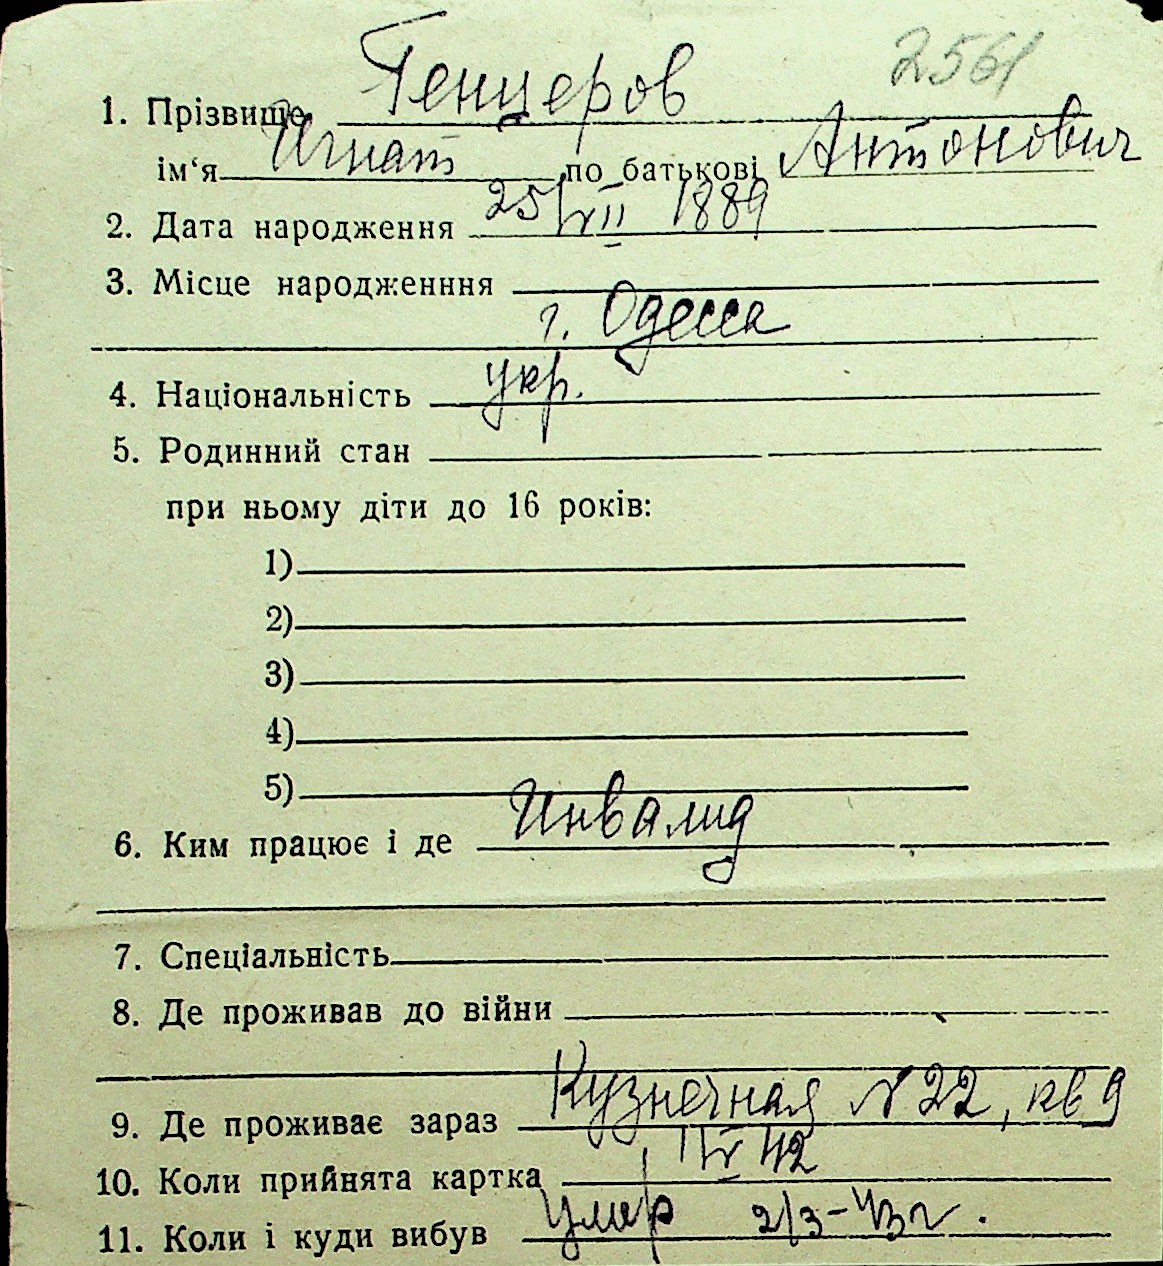 2561
1. Прізвище Генцеров
ім‘я Игнат по батькові Антонович
2. Дата народження 25/VII 1889
3. Місце народженння
г. Одесса
4. Національність укр.
5. Родинний стан
при ньому діти до 16 років:
1)
2)
3)
4)
5)
6. Ким працює і де Инвалид
7. Спеціальність
8. Де проживав до війни
9. Де проживає зараз Кузнечная № 22, кв 9
10. Коли прийнята картка 42
11. Коли і куди вибув умер 2/3-43г.